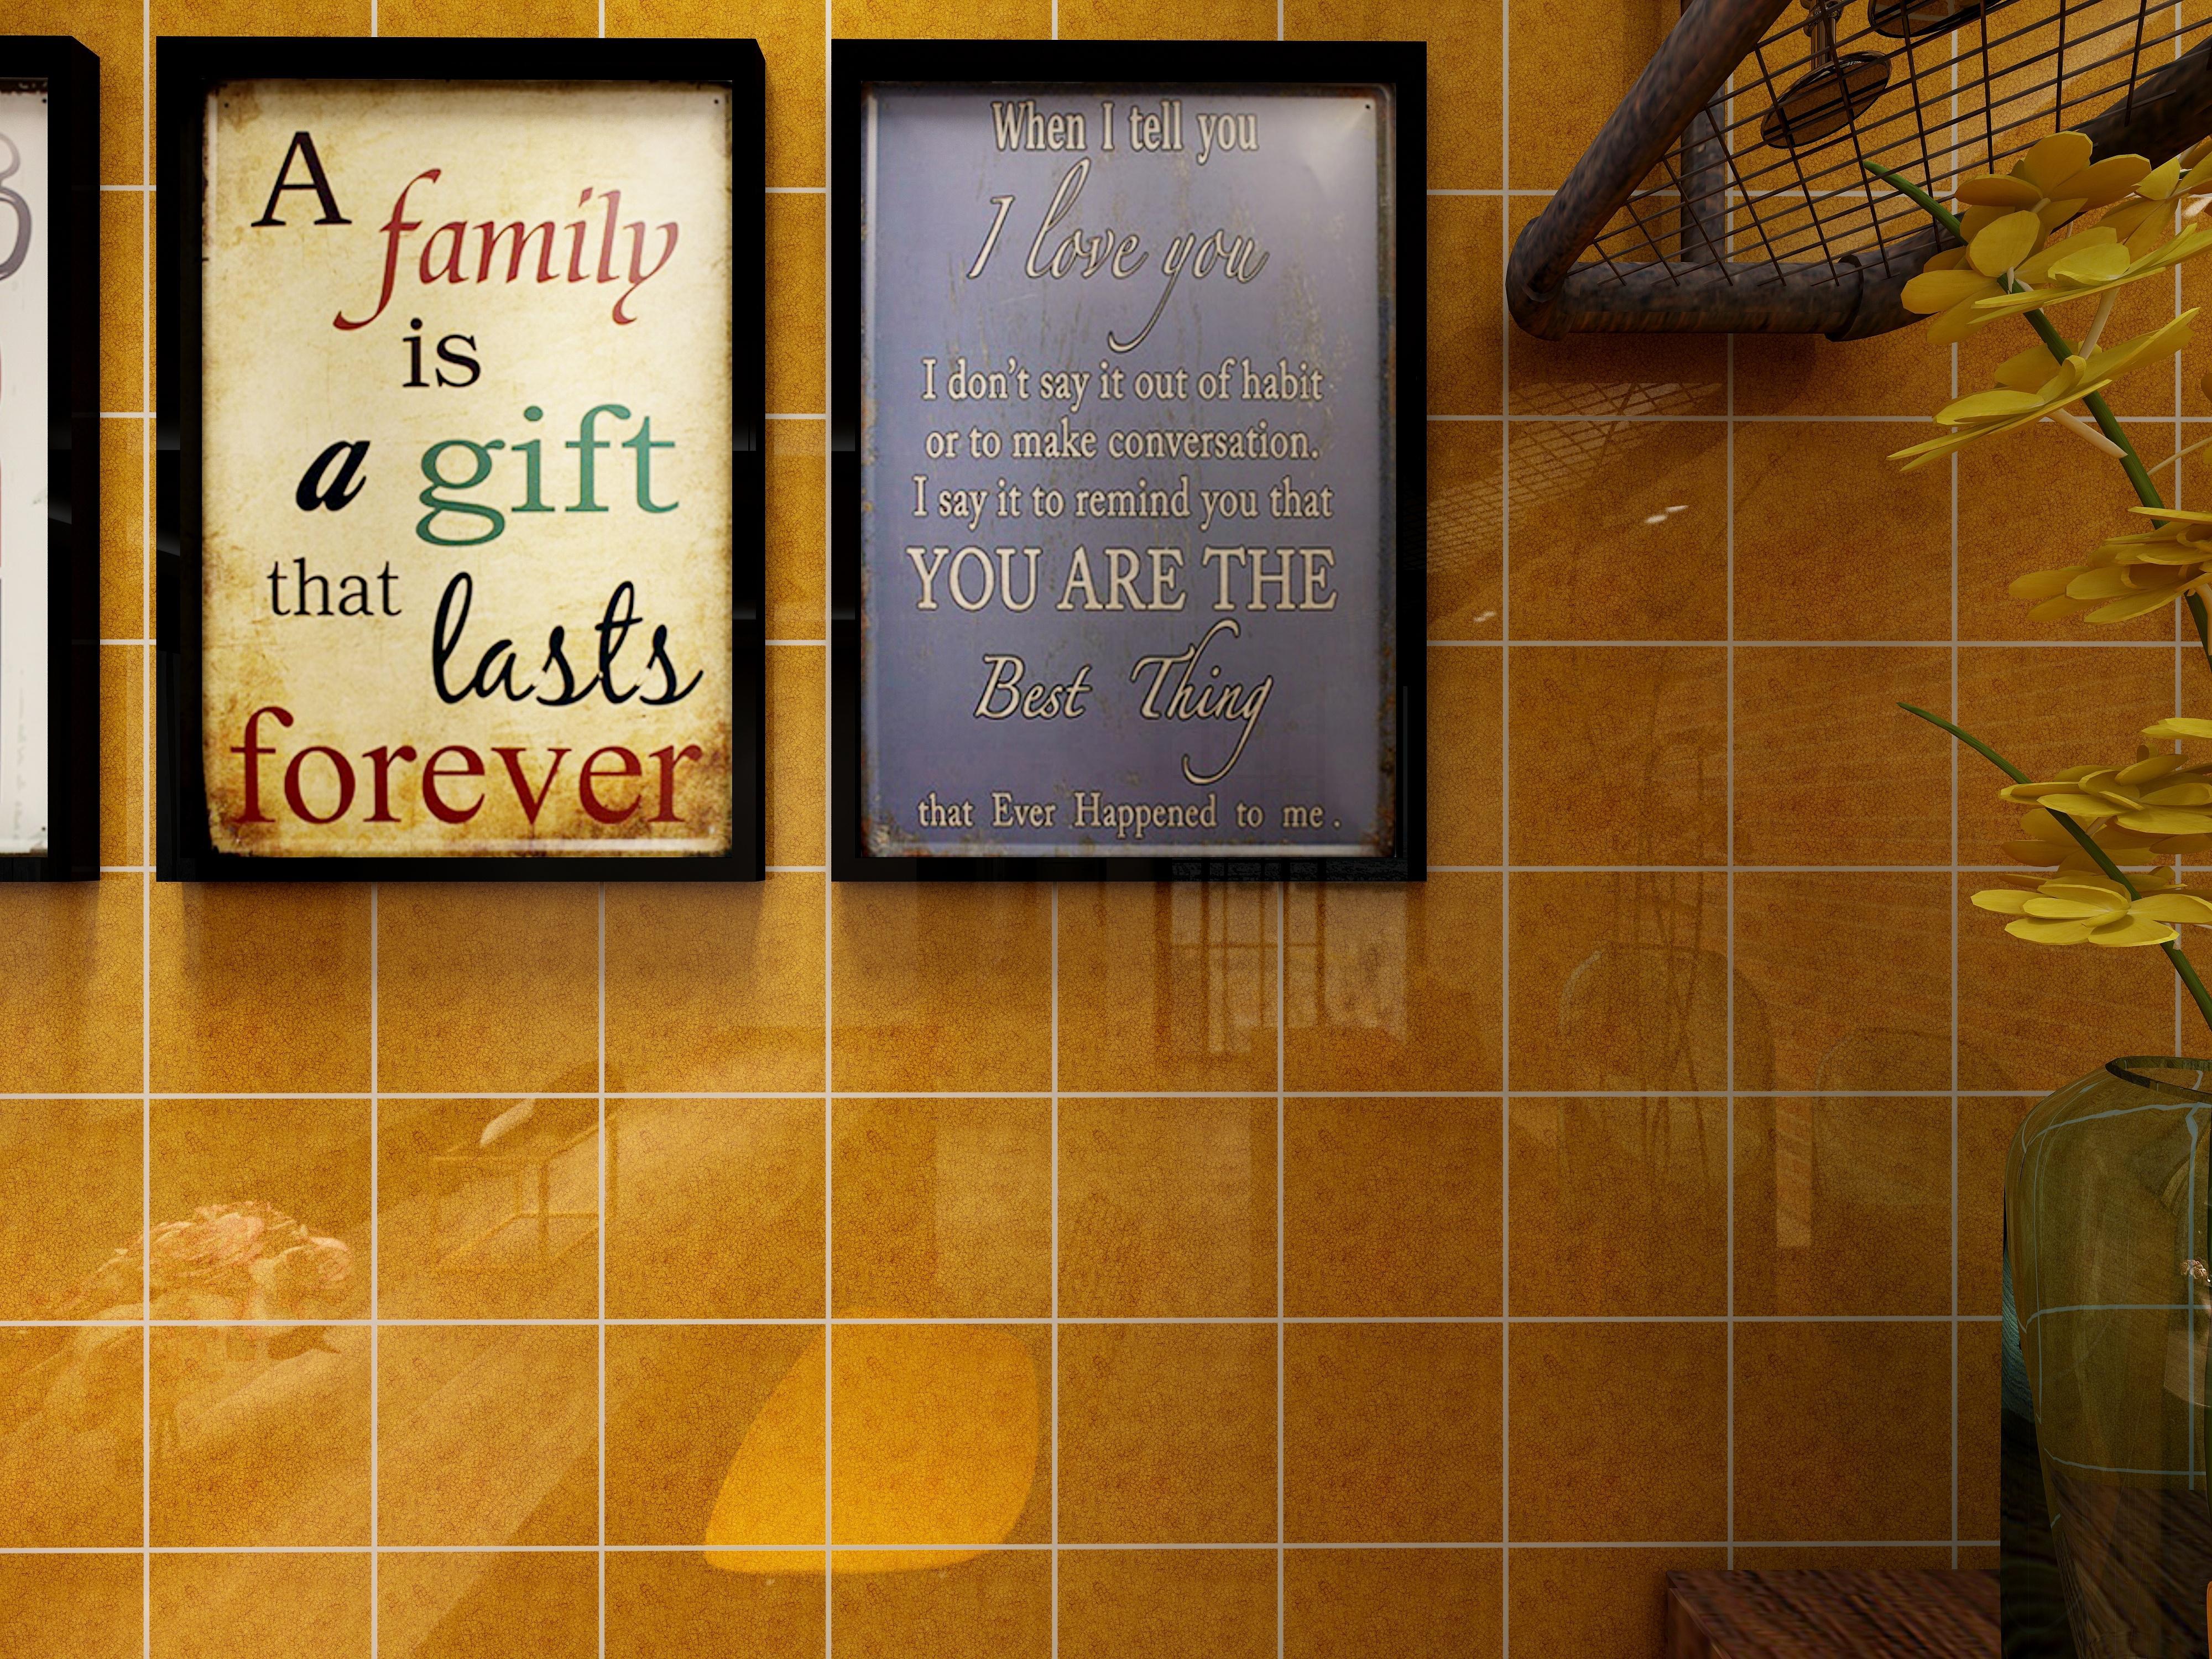 A
family
is
a gift
that
lasts
forever
When I tell you
I love you
I don't say it out of habit
or to make conversation.
I say it to remind you that
YOU ARE THE
Best Thing
that Ever Happened to me.